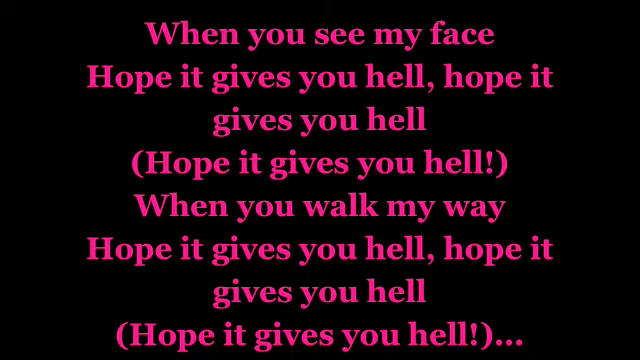 When you see my face
Hope it gives you hell, hope it
gives you hell
(Hope it gives you hell!)
When you walk my way
Hope it gives you hell, hope it
gives you hell
(Hope it gives you hell!)...